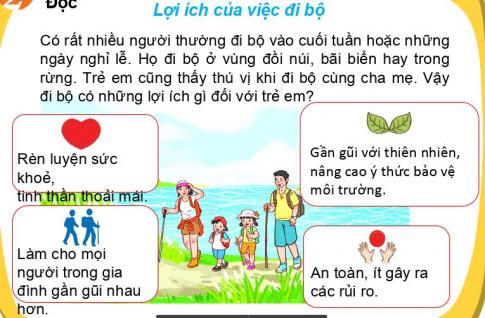 Đọc
Lợi ích của việc đi bộ
Có rất nhiều người thường đi bộ vào cuối tuần hoặc những
ngày nghỉ lễ. Họ đi bộ ở vùng đồi núi, bãi biển hay trong
rừng. Trẻ em cũng thấy thú vị khi đi bộ cùng cha mẹ. Vậy
đi bộ có những lợi ích gì đối với trẻ em?
Rèn luyện sức
khoẻ,
tinh thần thoải mái.
Gần gũi với thiên nhiên,
nâng cao ý thức bảo vệ
môi trường.
Làm cho mọi
người trong gia
đình gần gũi nhau
hơn.
An toàn, ít gây ra
các rủi ro.